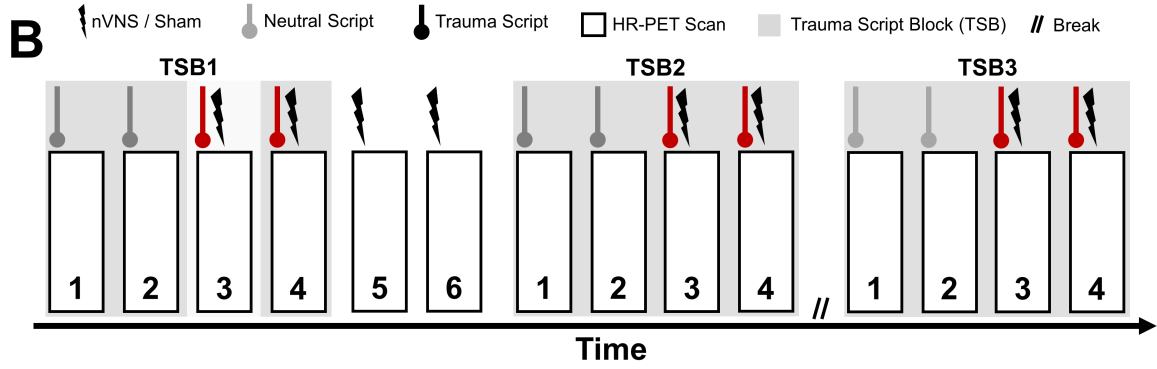 B
nVNS / Sham Neutral Script Trauma Script HR-PET Scan Trauma Script Block (TSB) // Break
TSB1 TSB2 TSB3
1 2 3 4 5 6 1 2 3 4 // 1 2 3 4
Time